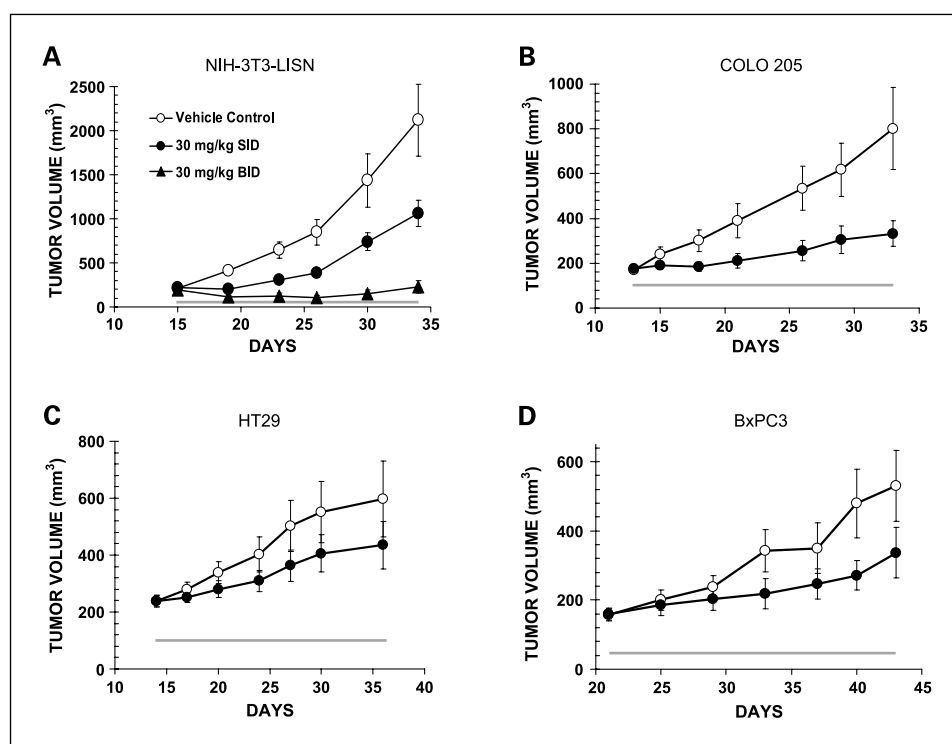 A
NIH-3T3-LISN
TUMOR VOLUME (mm³)
2500
2000
1500
1000
500
0
Vehicle Control
30 mg/kg SID
30 mg/kg BID
10 15 20 25 30 35
DAYS
B
COLO 205
TUMOR VOLUME (mm³)
1000
800
600
400
200
0
10 15 20 25 30 35
DAYS
C
HT29
TUMOR VOLUME (mm³)
800
600
400
200
0
10 15 20 25 30 35 40
DAYS
D
BxPC3
TUMOR VOLUME (mm³)
600
400
200
0
20 25 30 35 40 45
DAYS